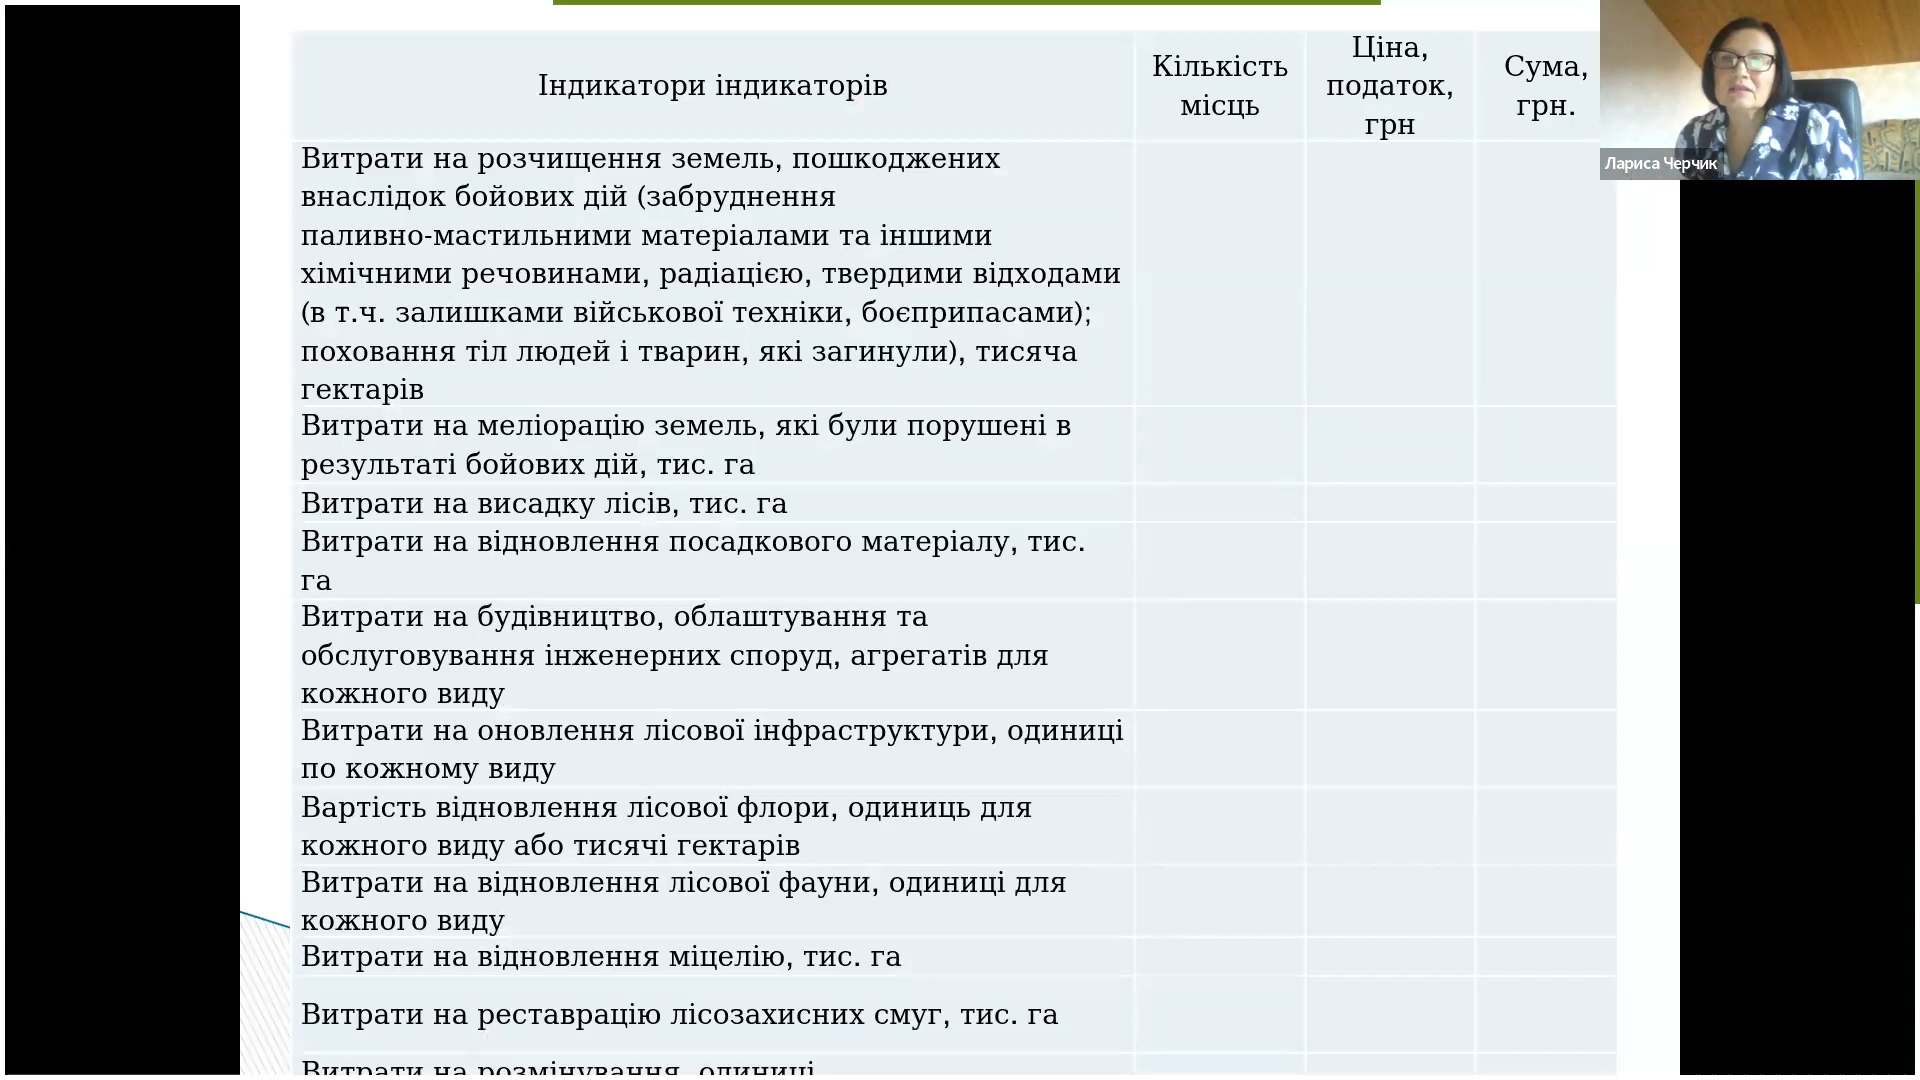 Індикатори індикаторів
Кількість
місць
Ціна,
податок,
грн
Сума,
грн.
Витрати на розчищення земель, пошкоджених
внаслідок бойових дій (забруднення
паливно-мастильними матеріалами та іншими
хімічними речовинами, радіацією, твердими відходами
(в т.ч. залишками військової техніки, боєприпасами);
поховання тіл людей і тварин, які загинули), тисяча
гектарів
Витрати на меліорацію земель, які були порушені в
результаті бойових дій, тис. га
Витрати на висадку лісів, тис. га
Витрати на відновлення посадкового матеріалу, тис.
га
Витрати на будівництво, облаштування та
обслуговування інженерних споруд, агрегатів для
кожного виду
Витрати на оновлення лісової інфраструктури, одиниці
по кожному виду
Вартість відновлення лісової флори, одиниць для
кожного виду або тисячі гектарів
Витрати на відновлення лісової фауни, одиниці для
кожного виду
Витрати на відновлення міцелію, тис. га
Витрати на реставрацію лісозахисних смуг, тис. га
Витрати на розмінування, одиниці
Лариса Черчик